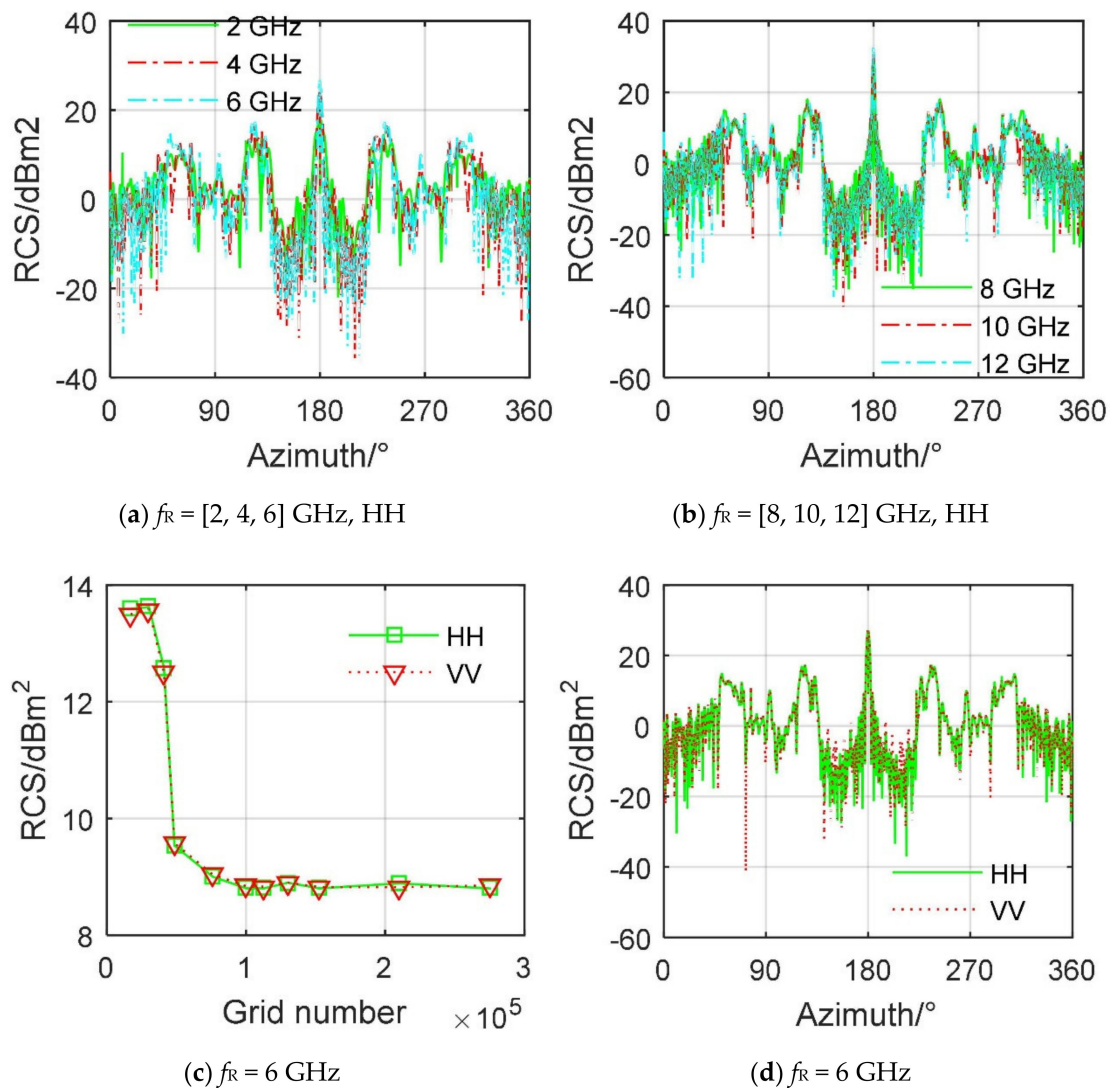 40
20
0
-20
-40
RCS/dBm2
2 GHz
4 GHz
6 GHz
0 90 180 270 360
Azimuth/°
(a) fR = [2, 4, 6] GHz, HH
40
20
0
-20
-40
-60
RCS/dBm2
8 GHz
10 GHz
12 GHz
0 90 180 270 360
Azimuth/°
(b) fR = [8, 10, 12] GHz, HH
14
12
10
8
6
RCS/dBm²
HH
VV
0 1 2 3
Grid number × 10⁵
(c) fR = 6 GHz
40
20
0
-20
-40
-60
RCS/dBm²
HH
VV
0 90 180 270 360
Azimuth/°
(d) fR = 6 GHz